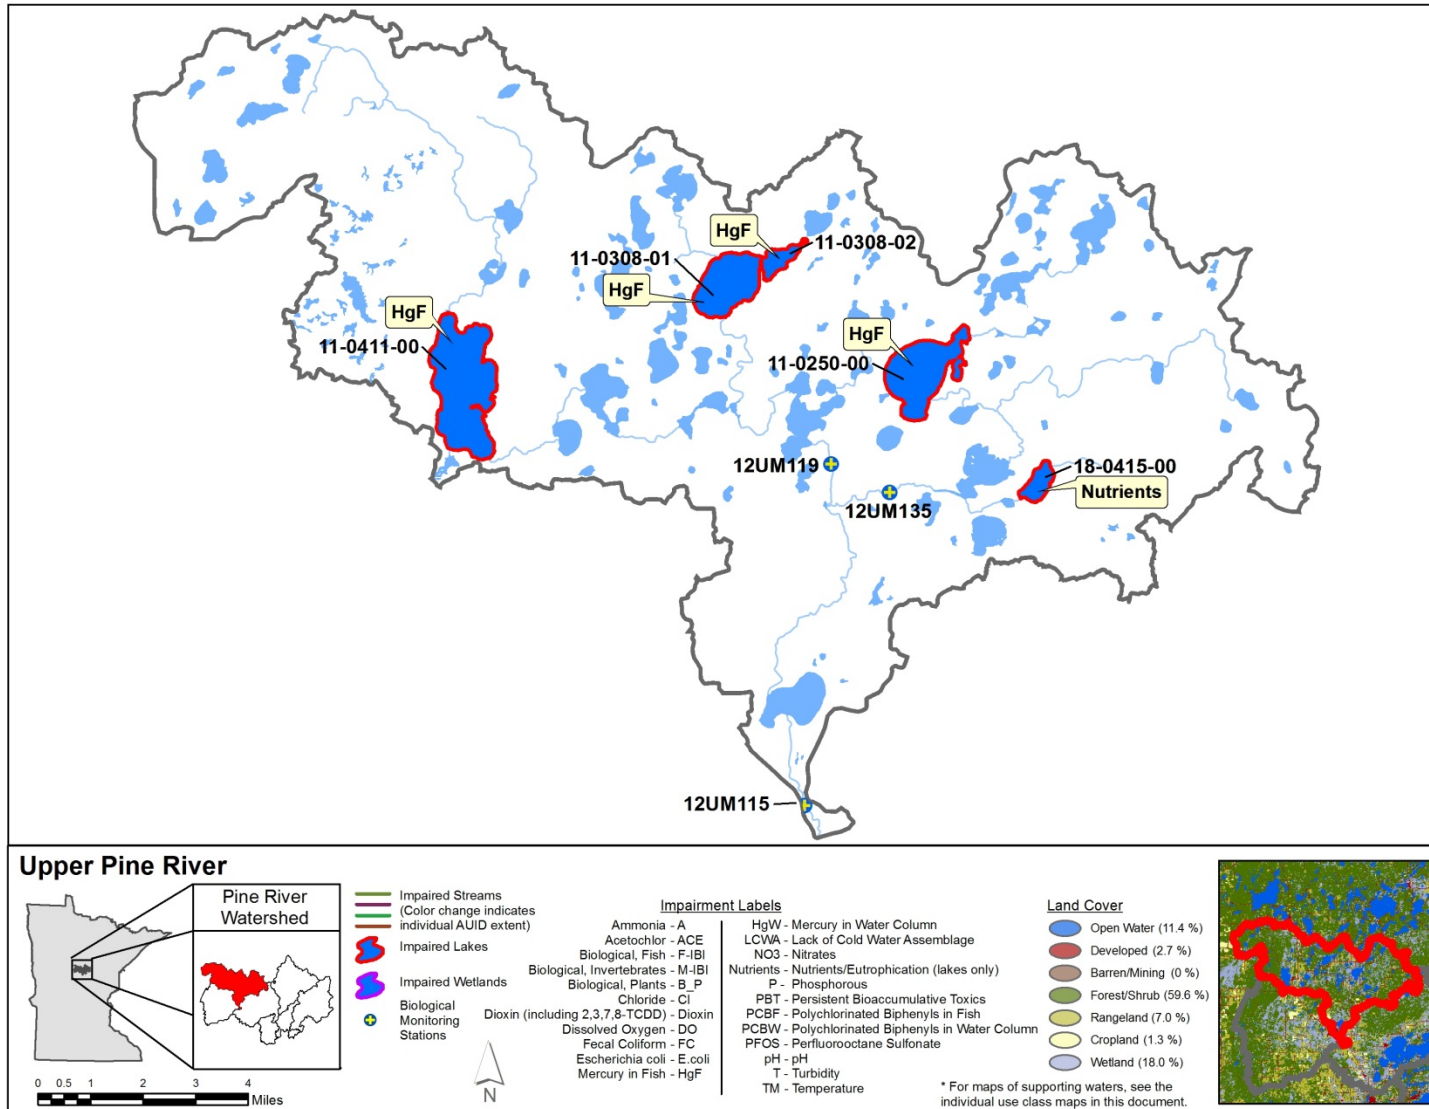 HgF
11-0308-02
11-0308-01
HgF
HgF
11-0411-00
HgF
11-0250-00
12UM119
18-0415-00
Nutrients
12UM135
12UM115
Upper Pine River
Pine River
Watershed
0 0.5 1 2 3 4
Miles
Impaired Streams
(Color change indicates
individual AUID extent)
Impaired Lakes
Impaired Wetlands
Biological
Monitoring
Stations
N
Impairment Labels
Ammonia - A
Acetochlor - ACE
Biological, Fish - F-IBI
Biological, Invertebrates - M-IBI
Biological, Plants - B_P
Chloride - Cl
Dioxin (including 2,3,7,8-TCDD) - Dioxin
Dissolved Oxygen - DO
Fecal Coliform - FC
Escherichia coli - E.coli
Mercury in Fish - HgF
HgW - Mercury in Water Column
LCWA - Lack of Cold Water Assemblage
NO3 - Nitrates
Nutrients - Nutrients/Eutrophication (lakes only)
P - Phosphorous
PBT - Persistent Bioaccumulative Toxics
PCBF - Polychlorinated Biphenyls in Fish
PCBW - Polychlorinated Biphenyls in Water Column
PFOS - Perfluorooctane Sulfonate
pH - pH
T - Turbidity
TM - Temperature
Land Cover
Open Water (11.4 %)
Developed (2.7 %)
Barren/Mining (0 %)
Forest/Shrub (59.6 %)
Rangeland (7.0 %)
Cropland (1.3 %)
Wetland (18.0 %)
* For maps of supporting waters, see the
individual use class maps in this document.